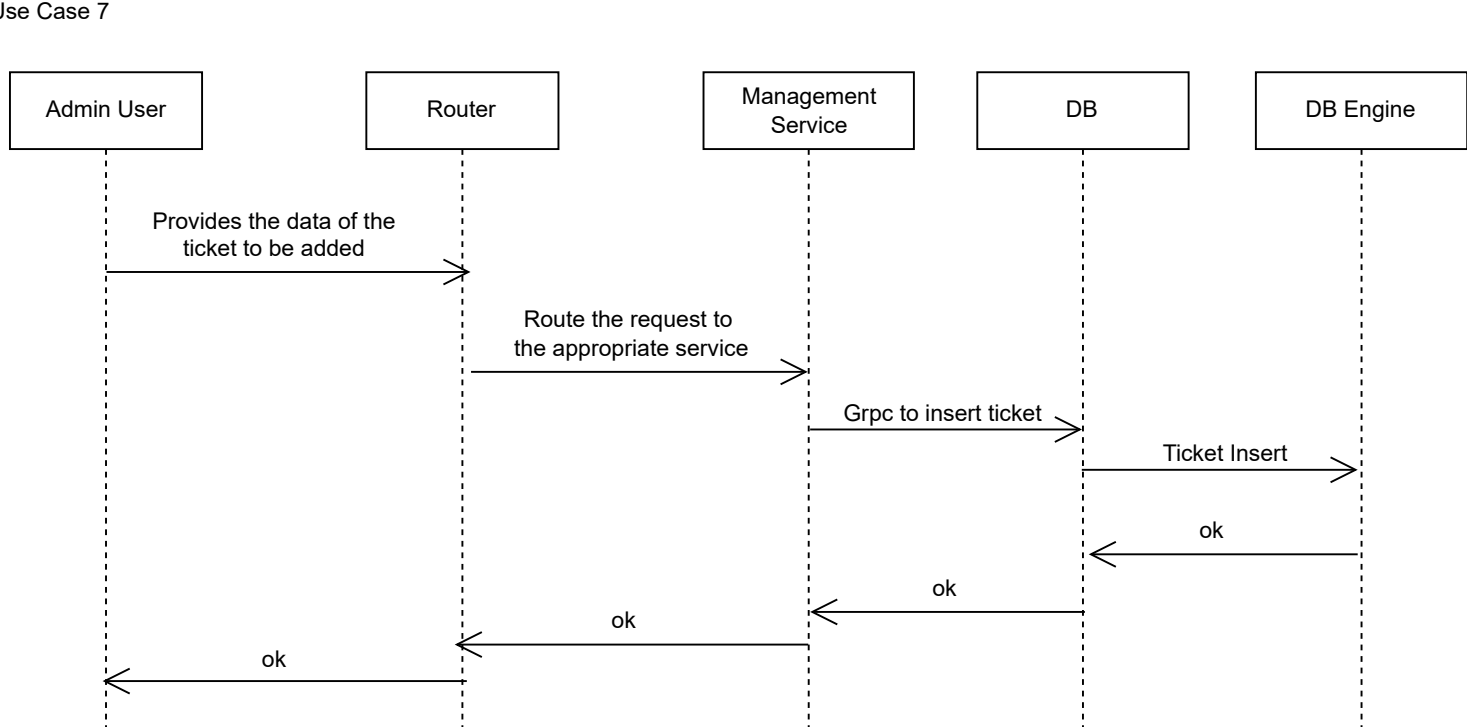 Use Case 7
Admin User
Router
Management
Service
DB
DB Engine
Provides the data of the
ticket to be added
Route the request to
the appropriate service
Grpc to insert ticket
Ticket Insert
ok
ok
ok
ok